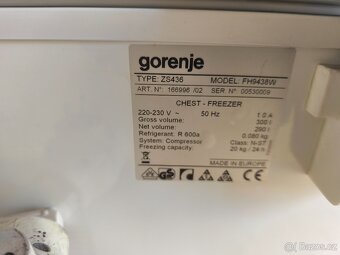 gorenje
TYPE: ZS436 MODEL: FH9438W
ART. N°: 166996 /02 SER N° 00530009
CHEST - FREEZER
220-230 V ~ 50 Hz 1.0 A
Gross volume: 300 l
Net volume: 290 l
Refrigerant: R 600a 0.080 kg
System: Compressor Class: N-ST
Freezing capacity: 20 kg / 24 h
MADE IN EUROPE
Bazos.cz